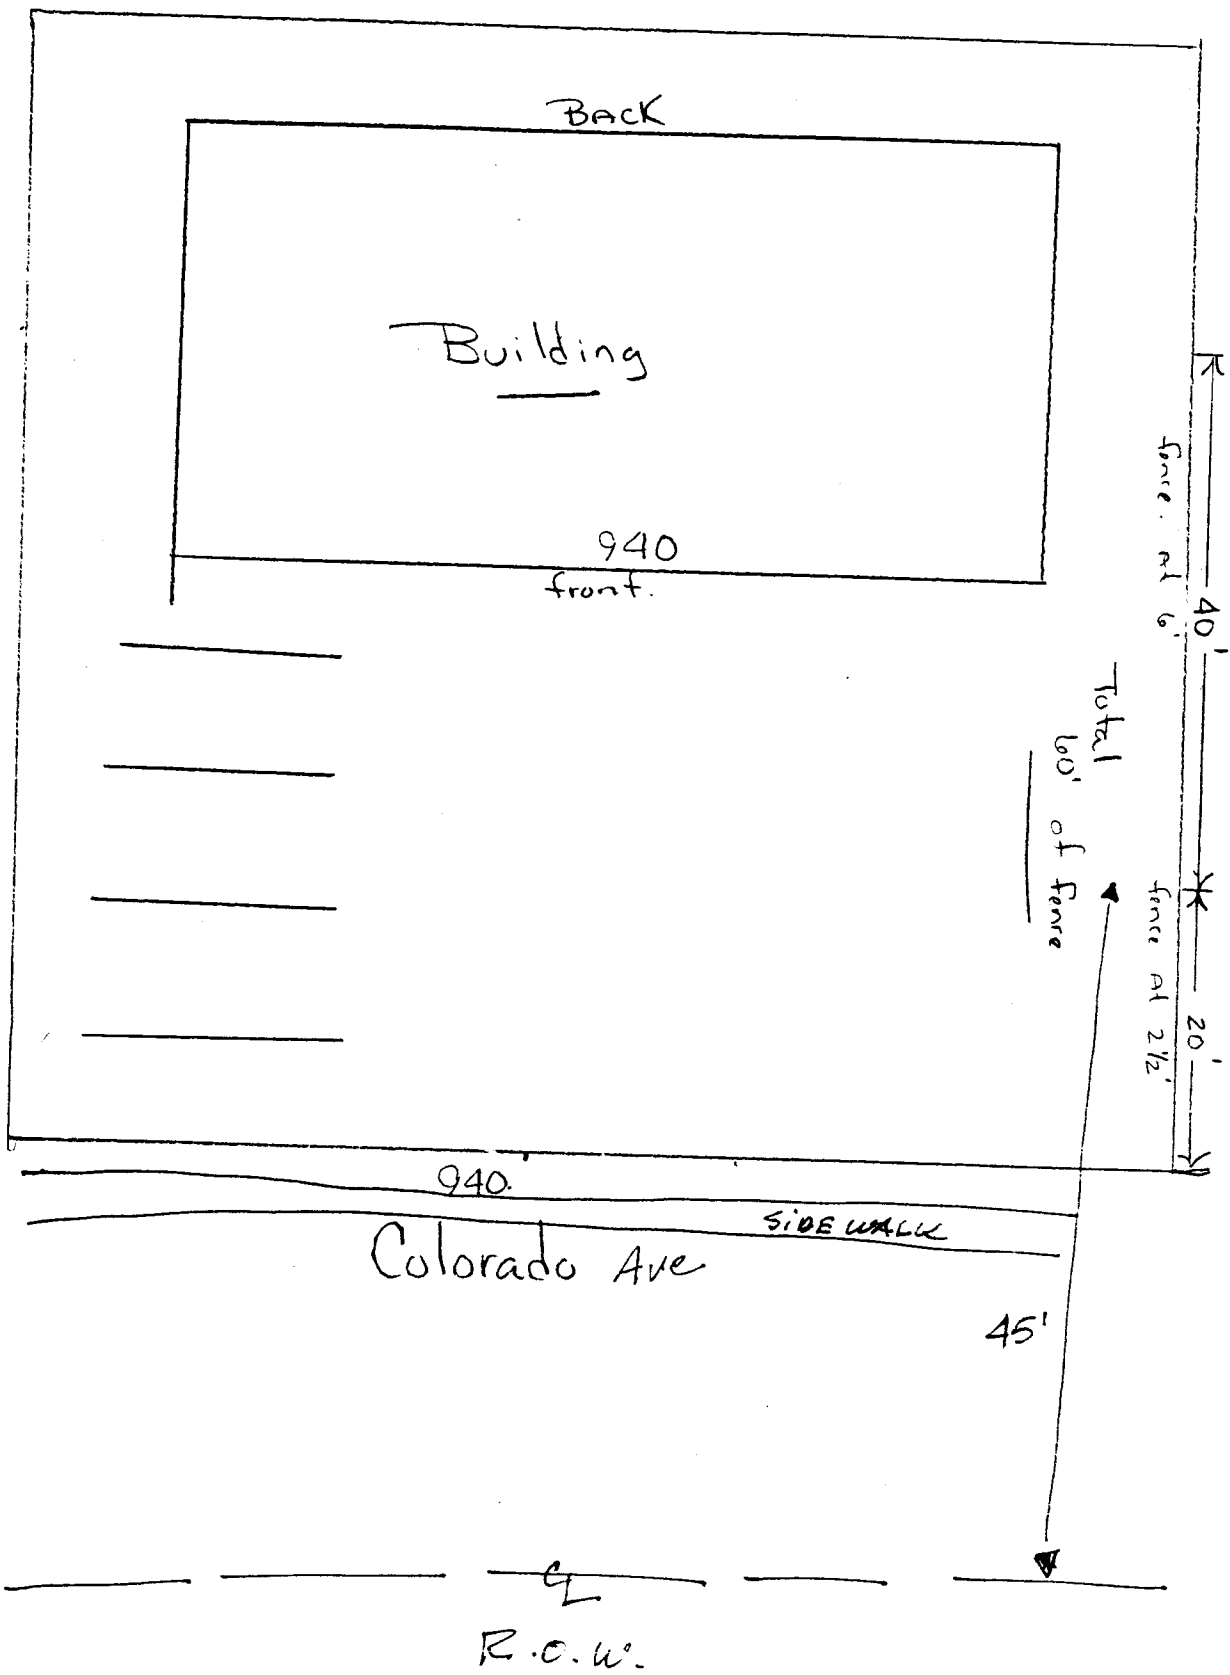 BACK
Building
940
front.
fence. at 6'
40'
Total
60' of fence
fence at 2½'
20'
940.
SIDEWALK
Colorado Ave
45'
CL
R.O.W.